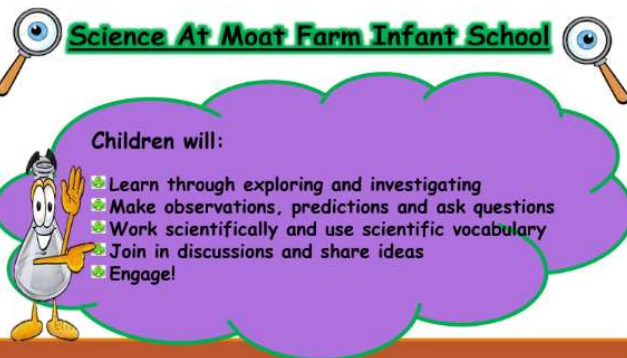 Science At Moat Farm Infant School
Children will:
Learn through exploring and investigating
Make observations, predictions and ask questions
Work scientifically and use scientific vocabulary
Join in discussions and share ideas
Engage!